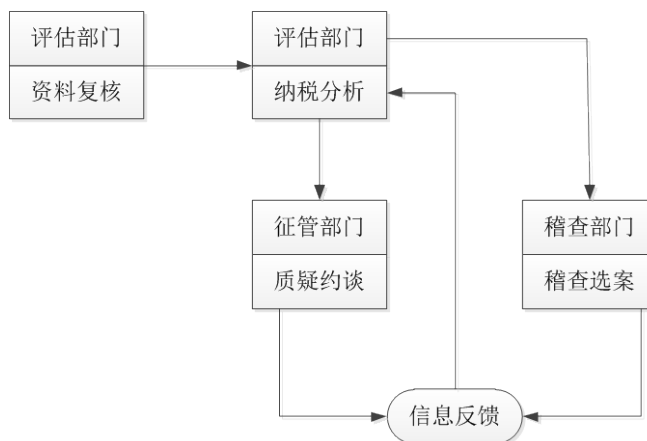 评估部门
资料复核
评估部门
纳税分析
征管部门
质疑约谈
稽查部门
稽查选案
信息反馈